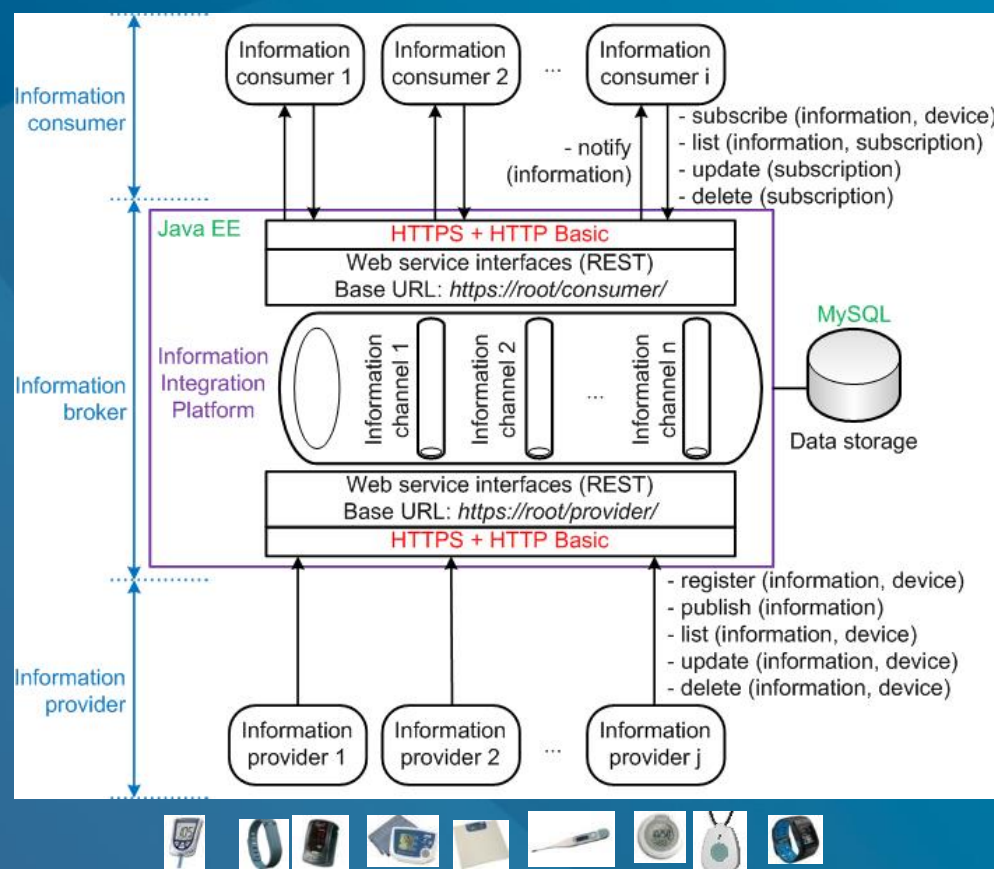 Information
consumer 1
Information
consumer 2
...
Information
consumer i
Information
consumer
- notify
(information)
- subscribe (information, device)
- list (information, subscription)
- update (subscription)
- delete (subscription)
Java EE
HTTPS + HTTP Basic
Web service interfaces (REST)
Base URL: https://root/consumer/
Information
broker
Information
Integration
Platform
Information
channel 1
Information
channel 2
...
Information
channel n
MySQL
Data storage
Web service interfaces (REST)
Base URL: https://root/provider/
HTTPS + HTTP Basic
- register (information, device)
- publish (information)
- list (information, device)
- update (information, device)
- delete (information, device)
Information
provider
Information
provider 1
Information
provider 2
...
Information
provider j